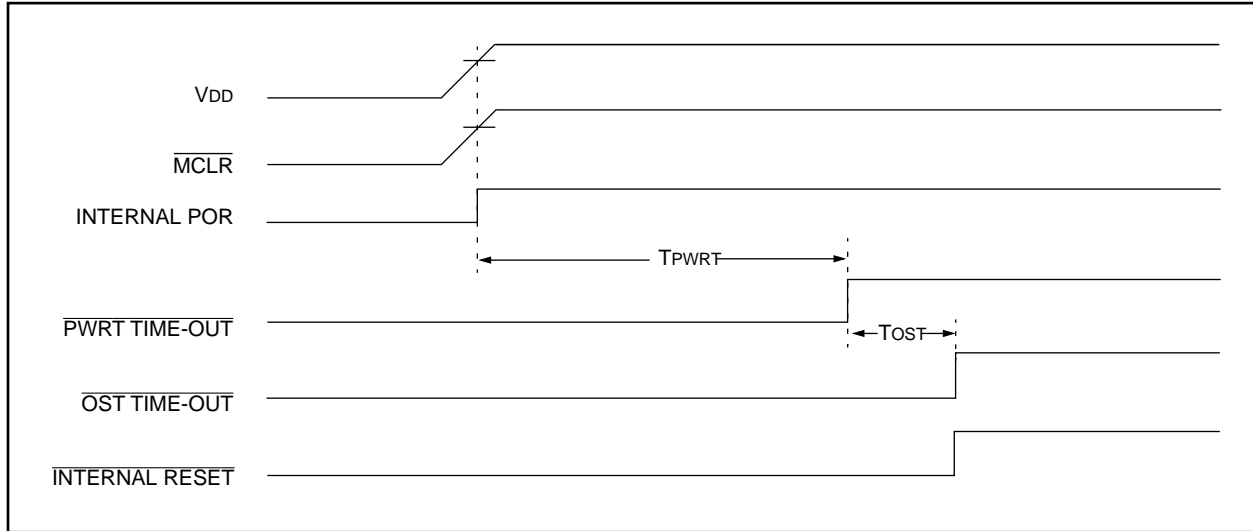 VDD
MCLR
INTERNAL POR
TPWRT
PWRT TIME-OUT
TOST
OST TIME-OUT
INTERNAL RESET